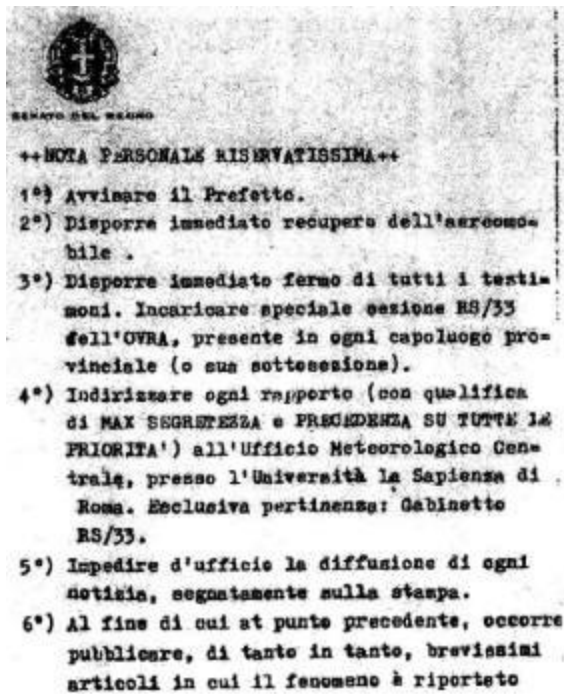 SENATO DEL REGNO
++NOTA PERSONALE RISERVATISSIMA++
1°) Avvisare il Prefetto.
2°) Disporre immediato recupero dell'aeromo=
bile .
3°) Disporre immediato fermo di tutti i testi=
moni. Incaricare speciale sezione RS/33
dell'OVRA, presente in ogni capoluogo pro=
vinciale (o sua sottosezione).
4°) Indirizzare ogni rapporto (con qualifica
di MAX SEGRETEZZA e PRECEDENZA SU TUTTE LE
PRIORITA') all'Ufficio Meteorologico Cen=
trale, presso l'Università La Sapienza di
Roma. Esclusiva pertinenza: Gabinetto
RS/33.
5°) Impedire d'ufficio la diffusione di ogni
notizia, segnatamente sulla stampa.
6°) Al fine di cui at punto precedente, occorre
pubblicare, di tanto in tanto, brevissimi
articoli in cui il fenomeno è riportato